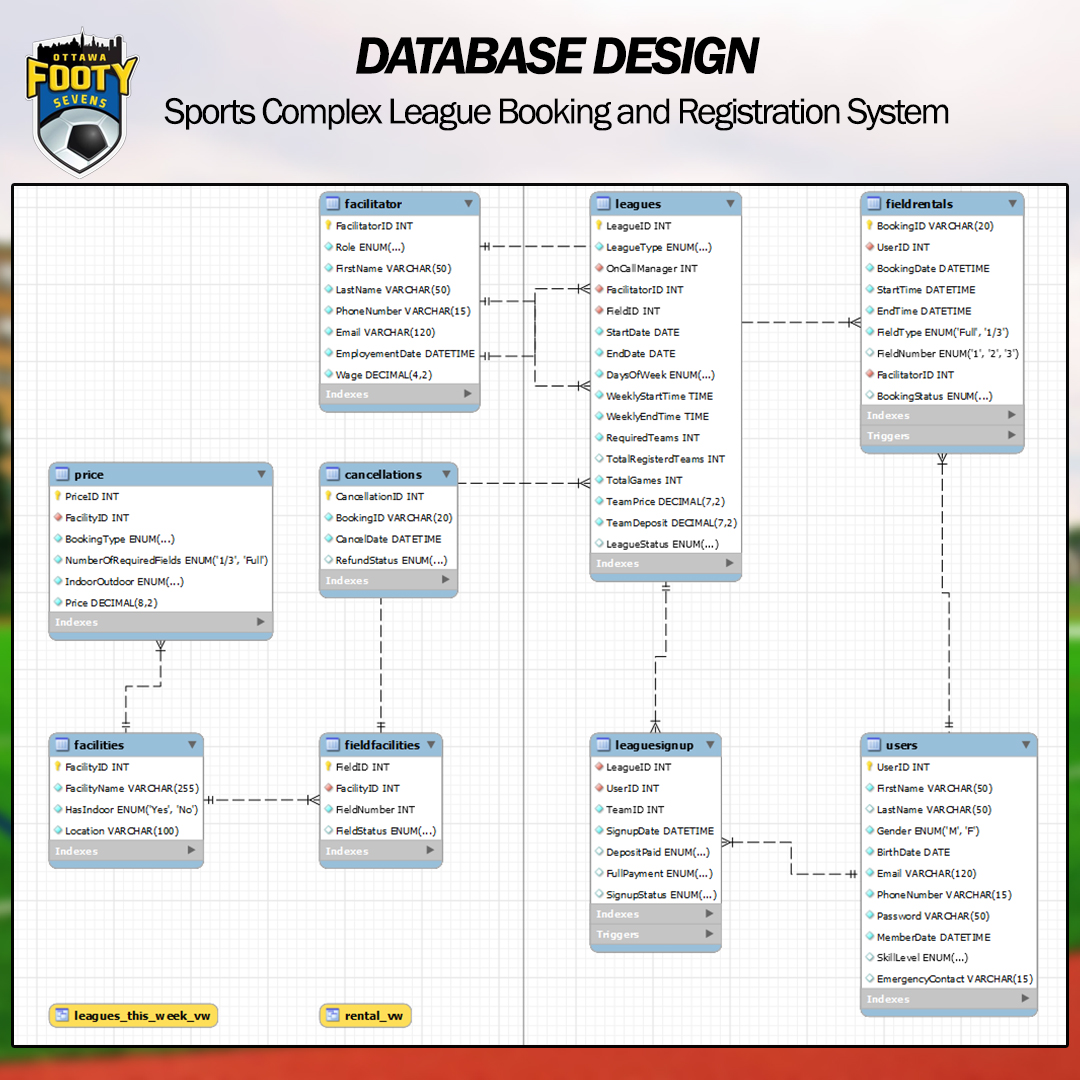 OTTAWA
FOOTY
SEVENS
DATABASE DESIGN
Sports Complex League Booking and Registration System
facilitator
FacilitatorID INT
Role ENUM(...)
FirstName VARCHAR(50)
LastName VARCHAR(50)
PhoneNumber VARCHAR(15)
Email VARCHAR(120)
EmployementDate DATETIME
Wage DECIMAL(4,2)
Indexes
leagues
LeagueID INT
LeagueType ENUM(...)
OnCallManager INT
FacilitatorID INT
FieldID INT
StartDate DATE
EndDate DATE
DaysOfWeek ENUM(...)
WeeklyStartTime TIME
WeeklyEndTime TIME
RequiredTeams INT
TotalRegisterdTeams INT
TotalGames INT
TeamPrice DECIMAL(7,2)
TeamDeposit DECIMAL(7,2)
LeagueStatus ENUM(...)
Indexes
fieldrentals
BookingID VARCHAR(20)
UserID INT
BookingDate DATETIME
StartTime DATETIME
EndTime DATETIME
FieldType ENUM('Full', '1/3')
FieldNumber ENUM('1', '2', '3')
FacilitatorID INT
BookingStatus ENUM(...)
Indexes
Triggers
price
PriceID INT
FacilityID INT
BookingType ENUM(...)
NumberOfRequiredFields ENUM('1/3', 'Full')
IndoorOutdoor ENUM(...)
Price DECIMAL(8,2)
Indexes
cancellations
CancellationID INT
BookingID VARCHAR(20)
CancelDate DATETIME
RefundStatus ENUM(...)
Indexes
facilities
FacilityID INT
FacilityName VARCHAR(255)
HasIndoor ENUM('Yes', 'No')
Location VARCHAR(100)
Indexes
fieldfacilities
FieldID INT
FacilityID INT
FieldNumber INT
FieldStatus ENUM(...)
Indexes
leaguesignup
LeagueID INT
UserID INT
TeamID INT
SignupDate DATETIME
DepositPaid ENUM(...)
FullPayment ENUM(...)
SignupStatus ENUM(...)
Indexes
Triggers
users
UserID INT
FirstName VARCHAR(50)
LastName VARCHAR(50)
Gender ENUM('M', 'F')
BirthDate DATE
Email VARCHAR(120)
PhoneNumber VARCHAR(15)
Password VARCHAR(50)
MemberDate DATETIME
SkillLevel ENUM(...)
EmergencyContact VARCHAR(15)
Indexes
leagues_this_week_vw
rental_vw